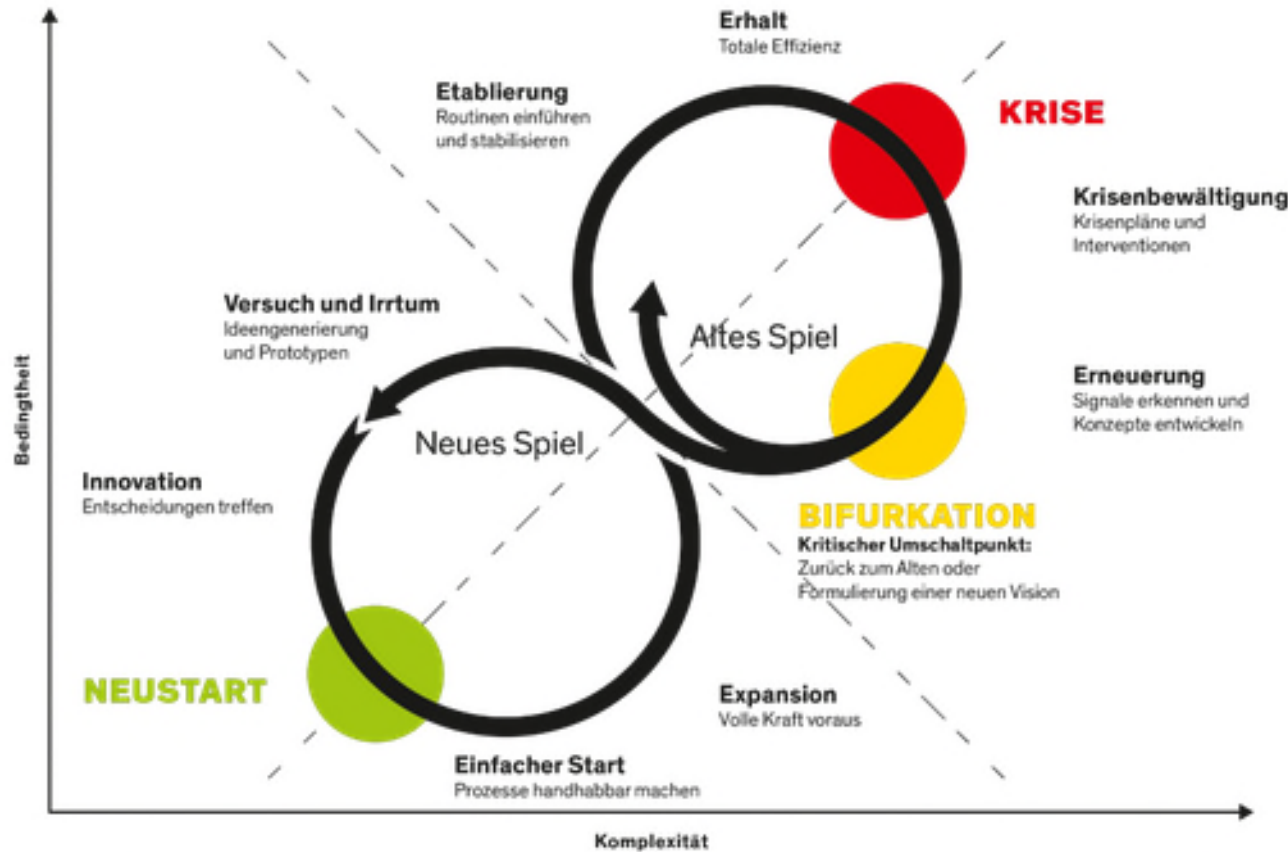 Erhalt
Totale Effizienz
Etablierung
Routinen einführen
und stabilisieren
KRISE
Krisenbewältigung
Krisenpläne und
Interventionen
Versuch und Irrtum
Ideengenerierung
und Prototypen
Altes Spiel
Erneuerung
Signale erkennen und
Konzepte entwickeln
Neues Spiel
Innovation
Entscheidungen treffen
BIFURKATION
Kritischer Umschaltpunkt:
Zurück zum Alten oder
Formulierung einer neuen Vision
NEUSTART
Expansion
Volle Kraft voraus
Einfacher Start
Prozesse handhabbar machen
Bedingtheit
Komplexität